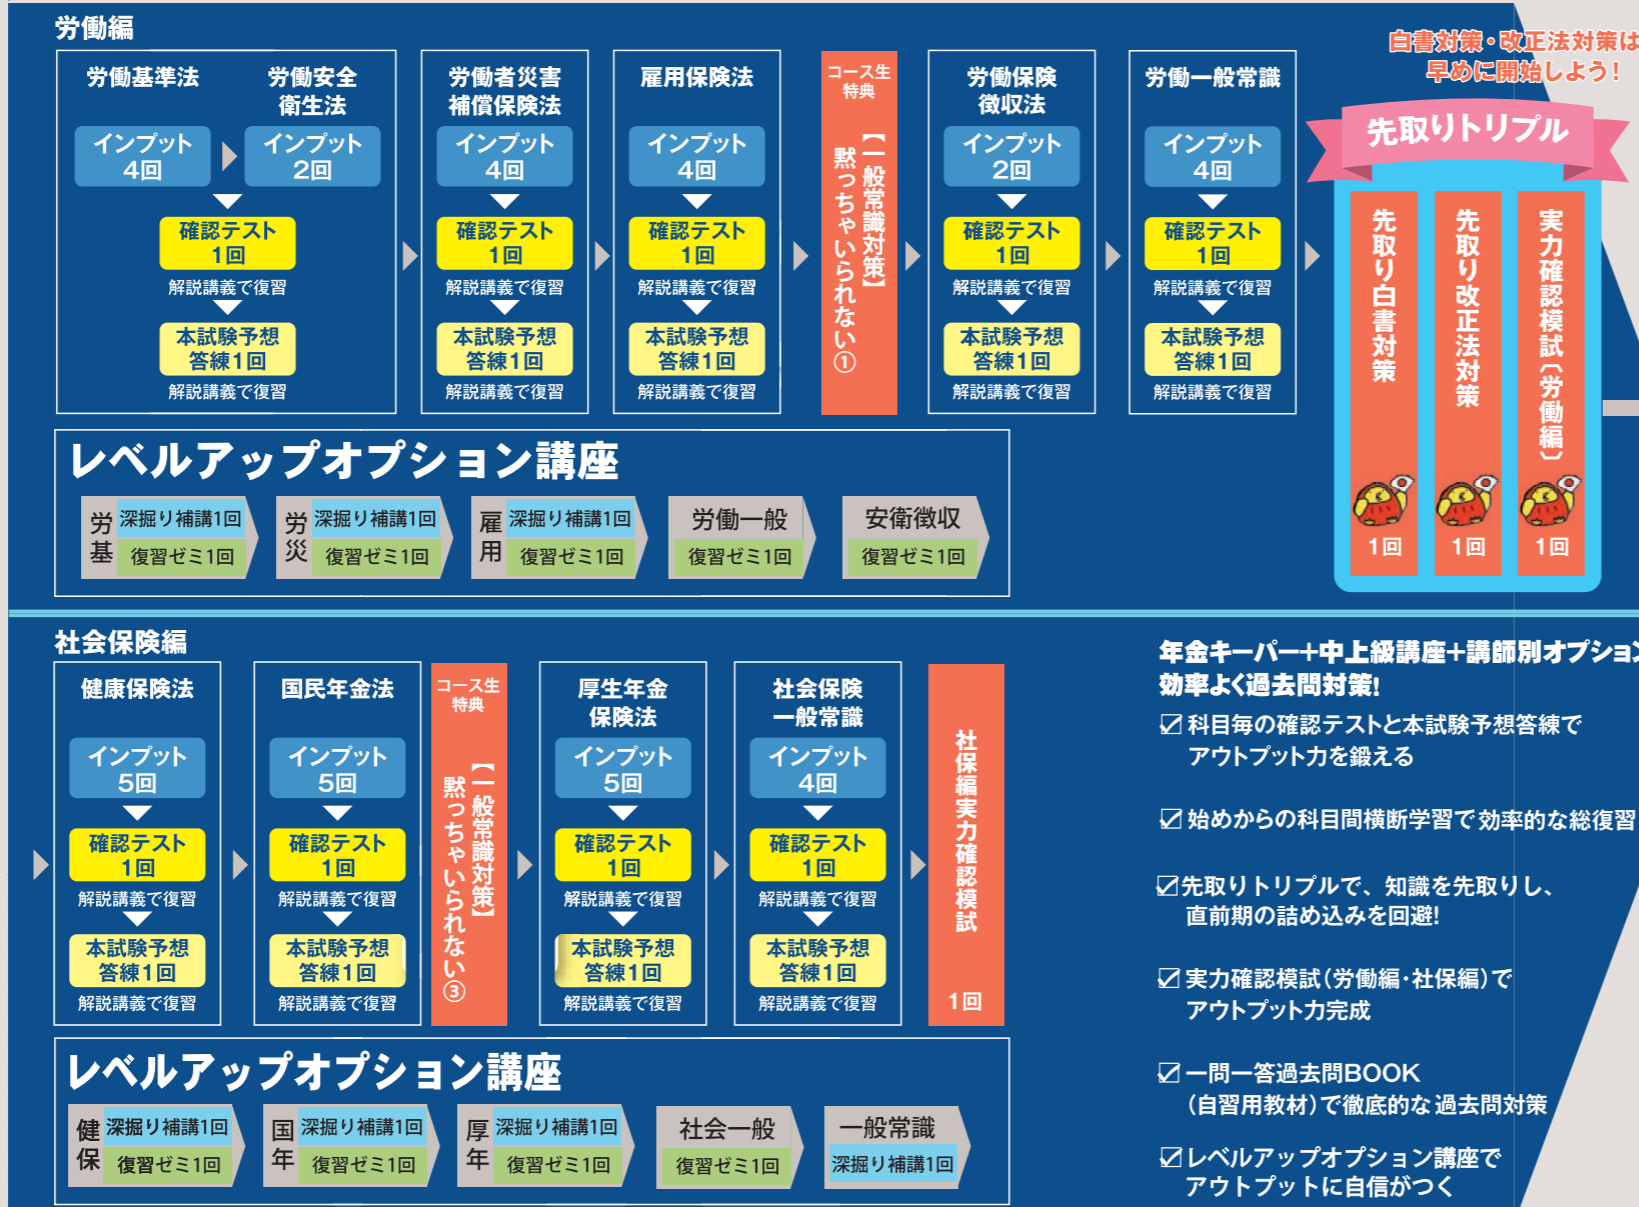 労働編
労働基準法
労働安全
衛生法
インプット
4回
インプット
2回
確認テスト
1回
解説講義で復習
本試験予想
答練1回
解説講義で復習
労働者災害
補償保険法
インプット
4回
確認テスト
1回
解説講義で復習
本試験予想
答練1回
解説講義で復習
雇用保険法
インプット
4回
確認テスト
1回
解説講義で復習
本試験予想
答練1回
解説講義で復習
コース生
特典
【一般常識対策】
黙っちゃいられない①
労働保険
徴収法
インプット
2回
確認テスト
1回
解説講義で復習
本試験予想
答練1回
解説講義で復習
労働一般常識
インプット
4回
確認テスト
1回
解説講義で復習
本試験予想
答練1回
解説講義で復習
白書対策・改正法対策は
早めに開始しよう!
先取りトリプル
先取り白書対策
1回
先取り改正法対策
1回
実力確認模試(労働編)
1回
レベルアップオプション講座
労基
深掘り補講1回
復習ゼミ1回
労災
深掘り補講1回
復習ゼミ1回
雇用
深掘り補講1回
復習ゼミ1回
労働一般
復習ゼミ1回
安衛徴収
復習ゼミ1回
社会保険編
健康保険法
インプット
5回
確認テスト
1回
解説講義で復習
本試験予想
答練1回
解説講義で復習
国民年金法
インプット
5回
確認テスト
1回
解説講義で復習
本試験予想
答練1回
解説講義で復習
コース生
特典
【一般常識対策】
黙っちゃいられない③
厚生年金
保険法
インプット
5回
確認テスト
1回
解説講義で復習
本試験予想
答練1回
解説講義で復習
社会保険
一般常識
インプット
4回
確認テスト
1回
解説講義で復習
本試験予想
答練1回
解説講義で復習
社保編実力確認模試
1回
レベルアップオプション講座
健保
深掘り補講1回
復習ゼミ1回
国年
深掘り補講1回
復習ゼミ1回
厚年
深掘り補講1回
復習ゼミ1回
社会一般
復習ゼミ1回
一般常識
深掘り補講1回
年金キーパー+中上級講座+講師別オプション
効率よく過去問対策!
☑科目毎の確認テストと本試験予想答練で
アウトプット力を鍛える
☑始めからの科目間横断学習で効率的な総復習
☑先取りトリプルで、知識を先取りし、
直前期の詰め込みを回避!
☑実力確認模試(労働編・社保編)で
アウトプット力完成
☑一問一答過去問BOOK
(自習用教材)で徹底的な過去問対策
☑レベルアップオプション講座で
アウトプットに自信がつく